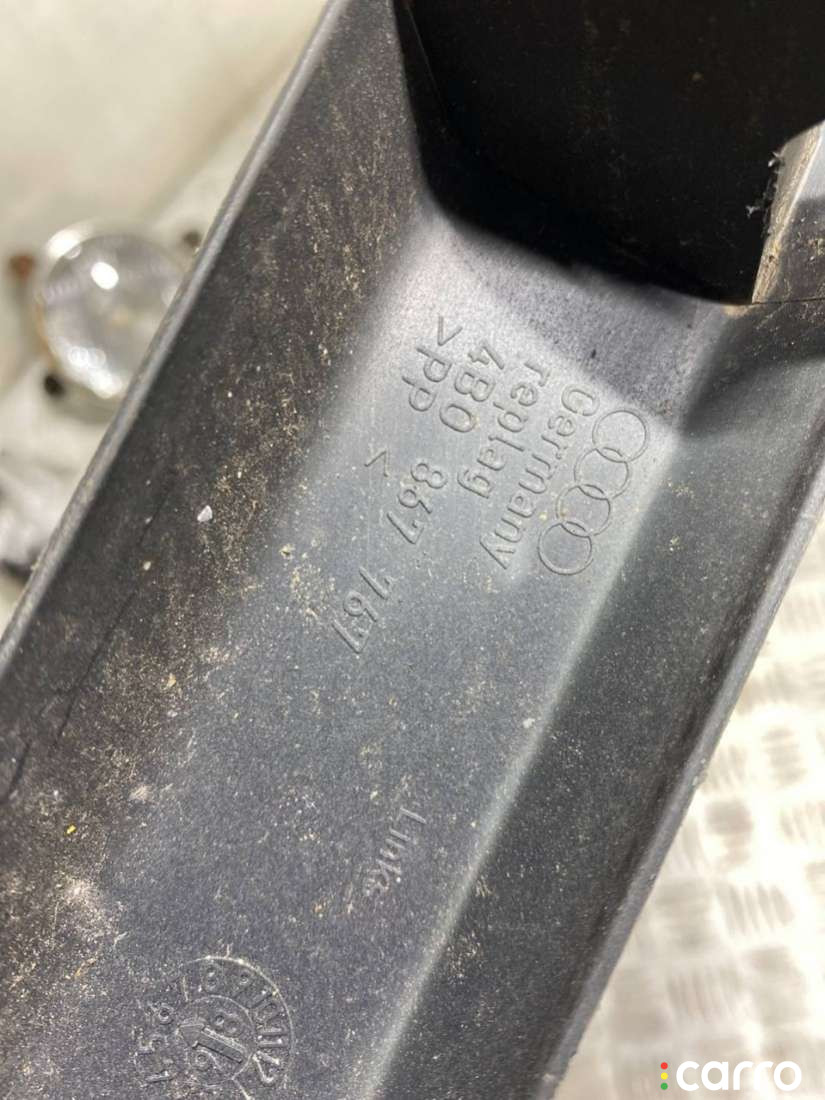 Germany
replag
4B0 867 767
>PP<
Links
carro